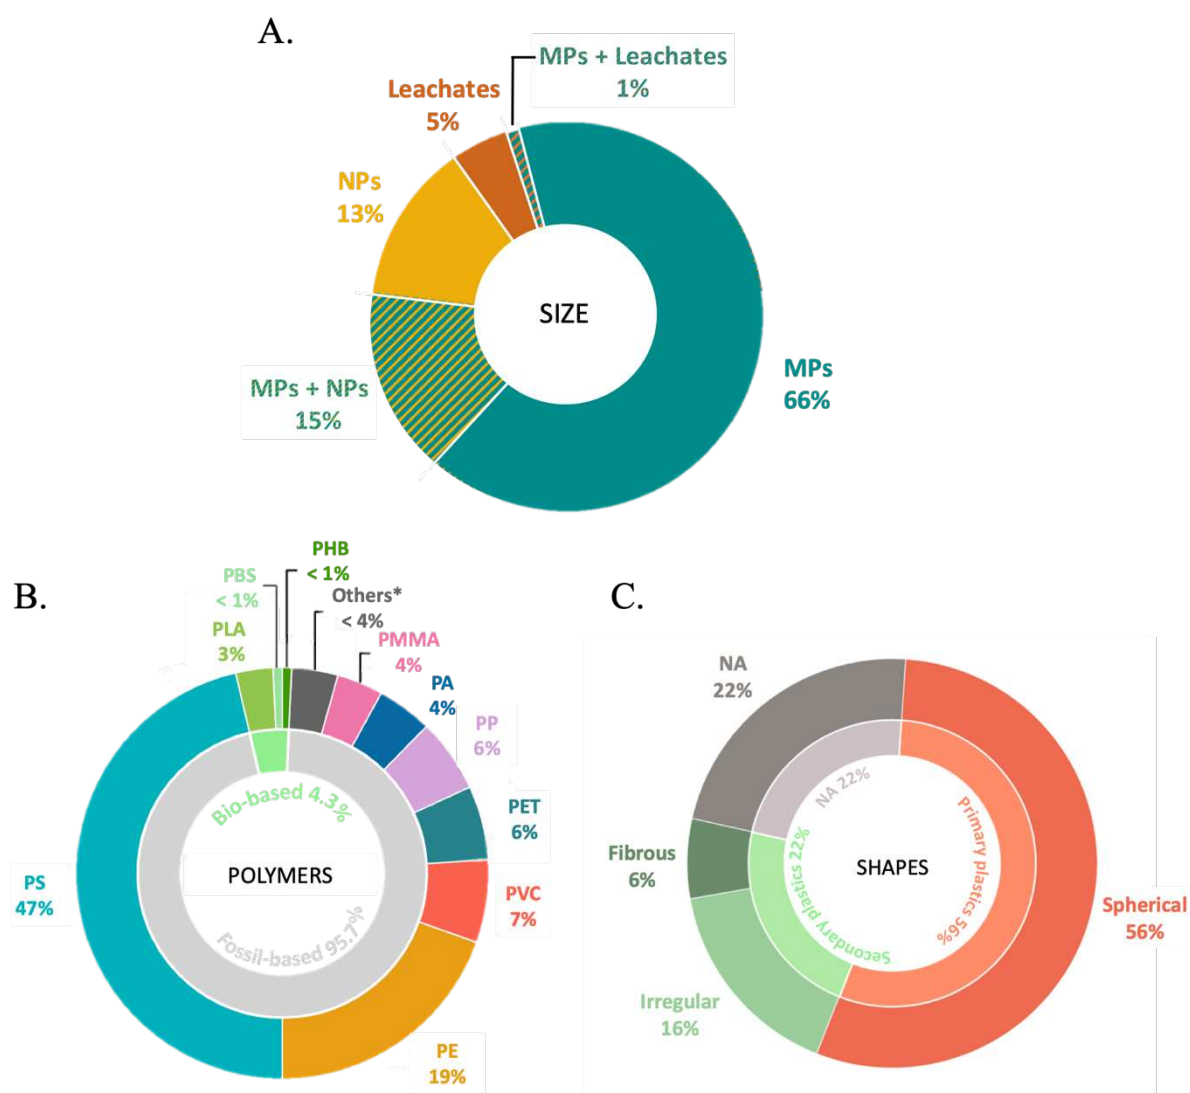 A.
MPs + Leachates
1%
Leachates
5%
NPs
13%
SIZE
MPs
66%
MPs + NPs
15%
B.
PHB
< 1%
PBS
< 1%
Others*
< 4%
PLA
3%
PMMA
4%
PA
4%
PP
6%
PET
6%
PVC
7%
PE
19%
PS
47%
Bio-based 4.3%
POLYMERS
Fossil-based 95.7%
C.
NA
22%
NA 22%
Fibrous
6%
Irregular
16%
Secondary plastics 22%
SHAPES
Primary plastics 56%
Spherical
56%